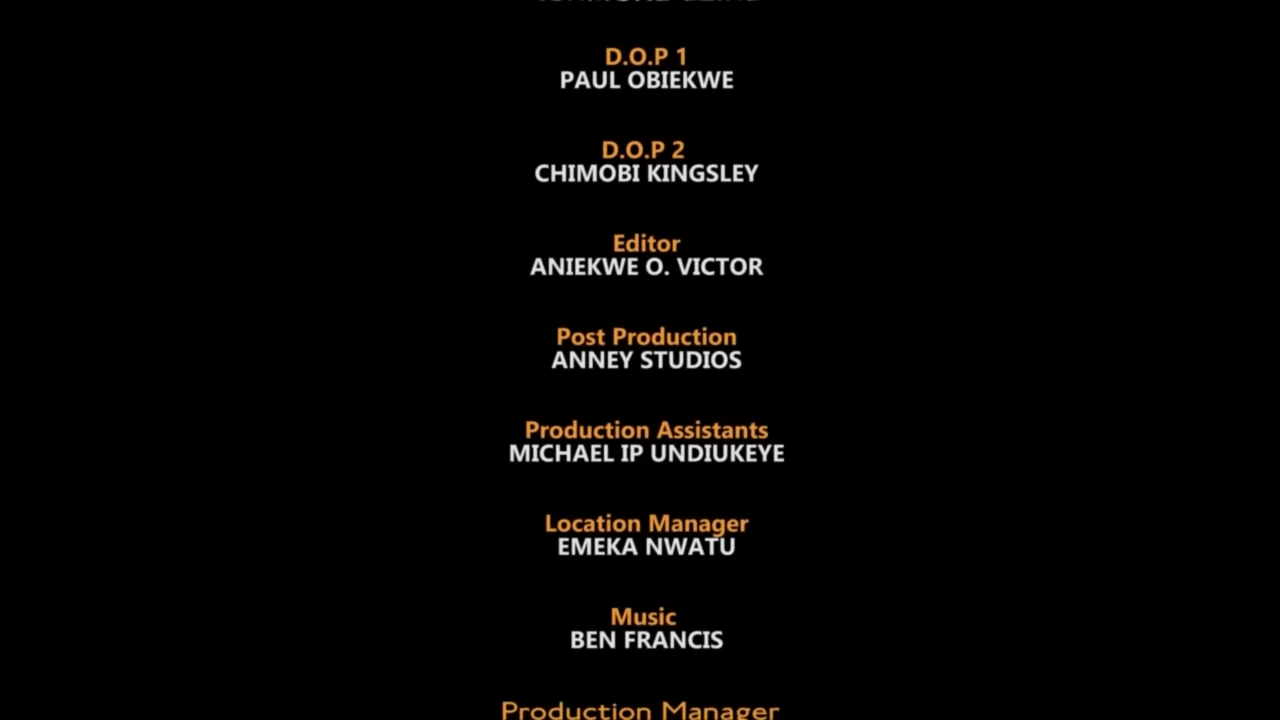 D.O.P 1
PAUL OBIEKWE
D.O.P 2
CHIMOBI KINGSLEY
Editor
ANIEKWE O. VICTOR
Post Production
ANNEY STUDIOS
Production Assistants
MICHAEL IP UNDIUKEYE
Location Manager
EMEKA NWATU
Music
BEN FRANCIS
Production Manager